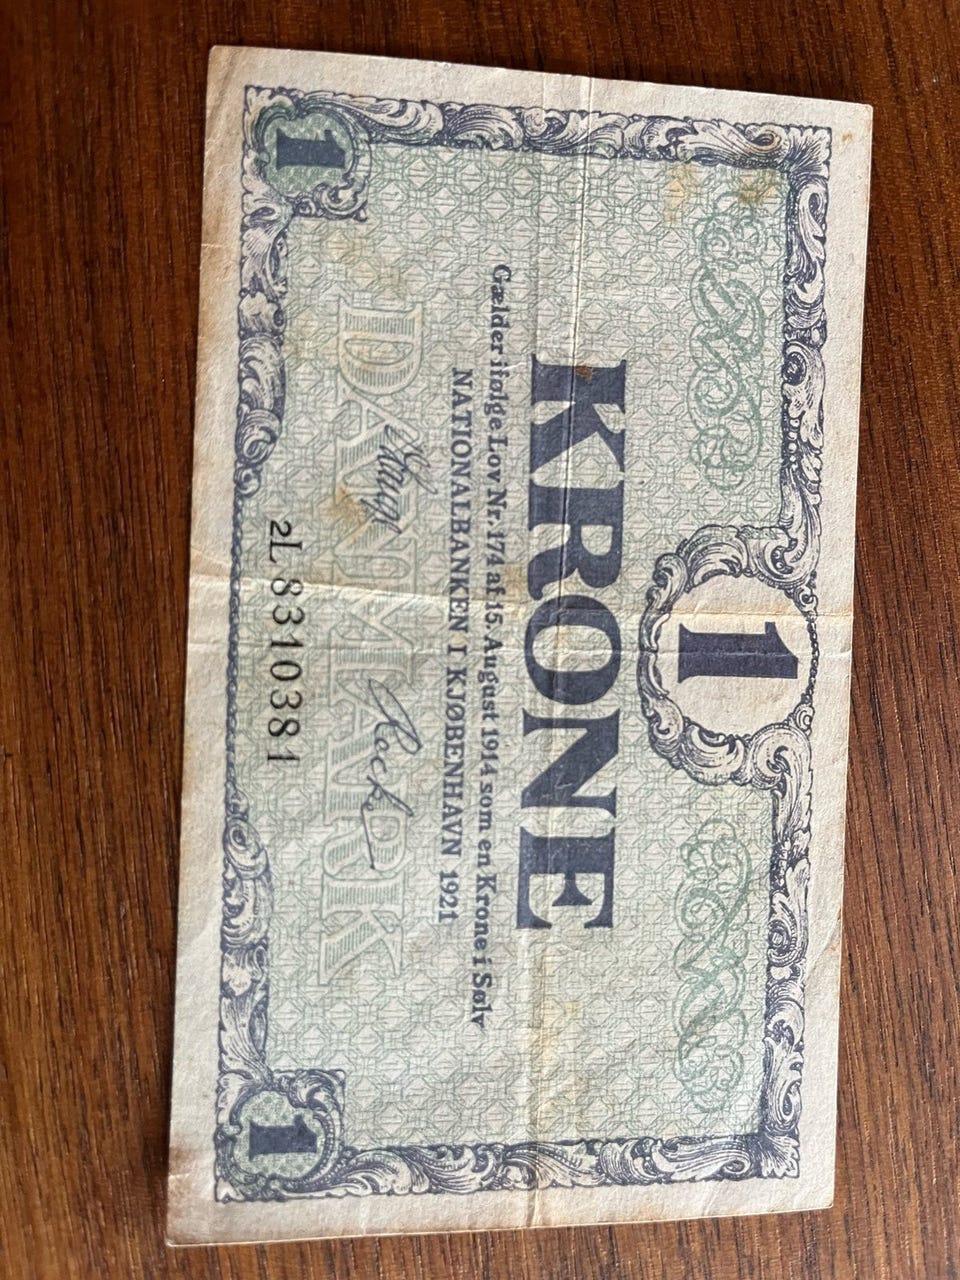 1
KRONE
Gælder ifølge Lov Nr. 174 af 15. August 1914 som en Krone i Sølv
NATIONALBANKEN I KJØBENHAVN 1921
DANMARK
2L 8310381
1
1